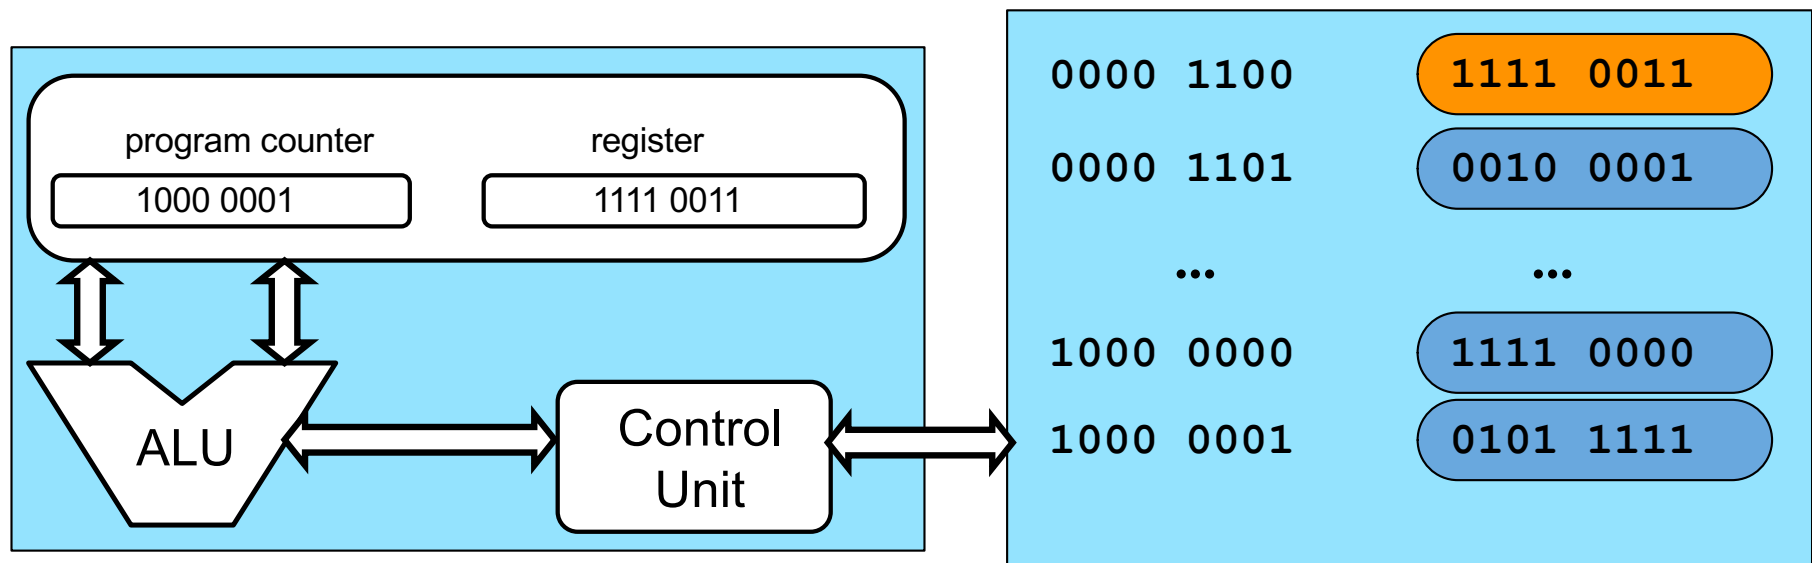 program counter
register
1000 0001
1111 0011
ALU
Control
Unit
0000 1100 1111 0011
0000 1101 0010 0001
... ...
1000 0000 1111 0000
1000 0001 0101 1111